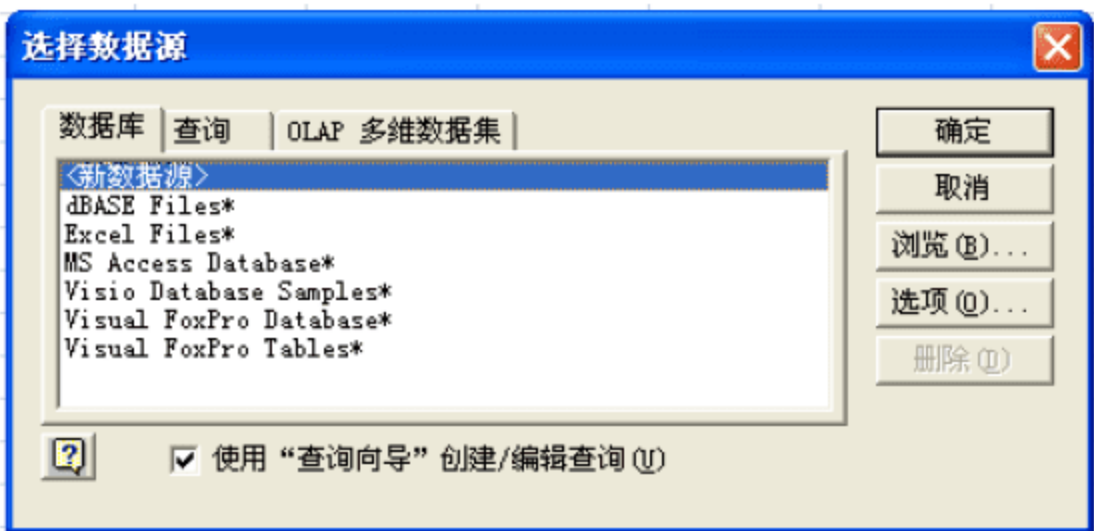 选择数据源
数据库 查询 OLAP 多维数据集
<新数据源>
dBASE Files*
Excel Files*
MS Access Database*
Visio Database Samples*
Visual FoxPro Database*
Visual FoxPro Tables*
确定
取消
浏览(B)...
选项(O)...
删除(D)
使用“查询向导”创建/编辑查询(U)